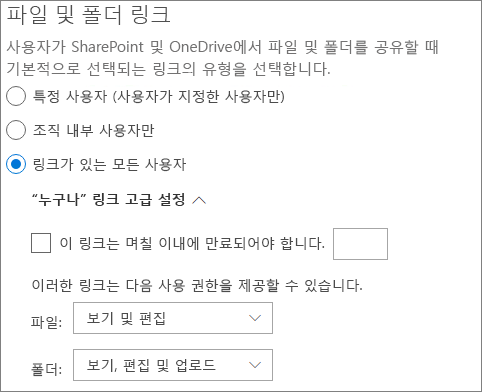 파일 및 폴더 링크
사용자가 SharePoint 및 OneDrive에서 파일 및 폴더를 공유할 때
기본적으로 선택되는 링크의 유형을 선택합니다.
특정 사용자 (사용자가 지정한 사용자만)
조직 내부 사용자만
링크가 있는 모든 사용자
“누구나” 링크 고급 설정
이 링크는 며칠 이내에 만료되어야 합니다.
이러한 링크는 다음 사용 권한을 제공할 수 있습니다.
파일: 보기 및 편집
폴더: 보기, 편집 및 업로드